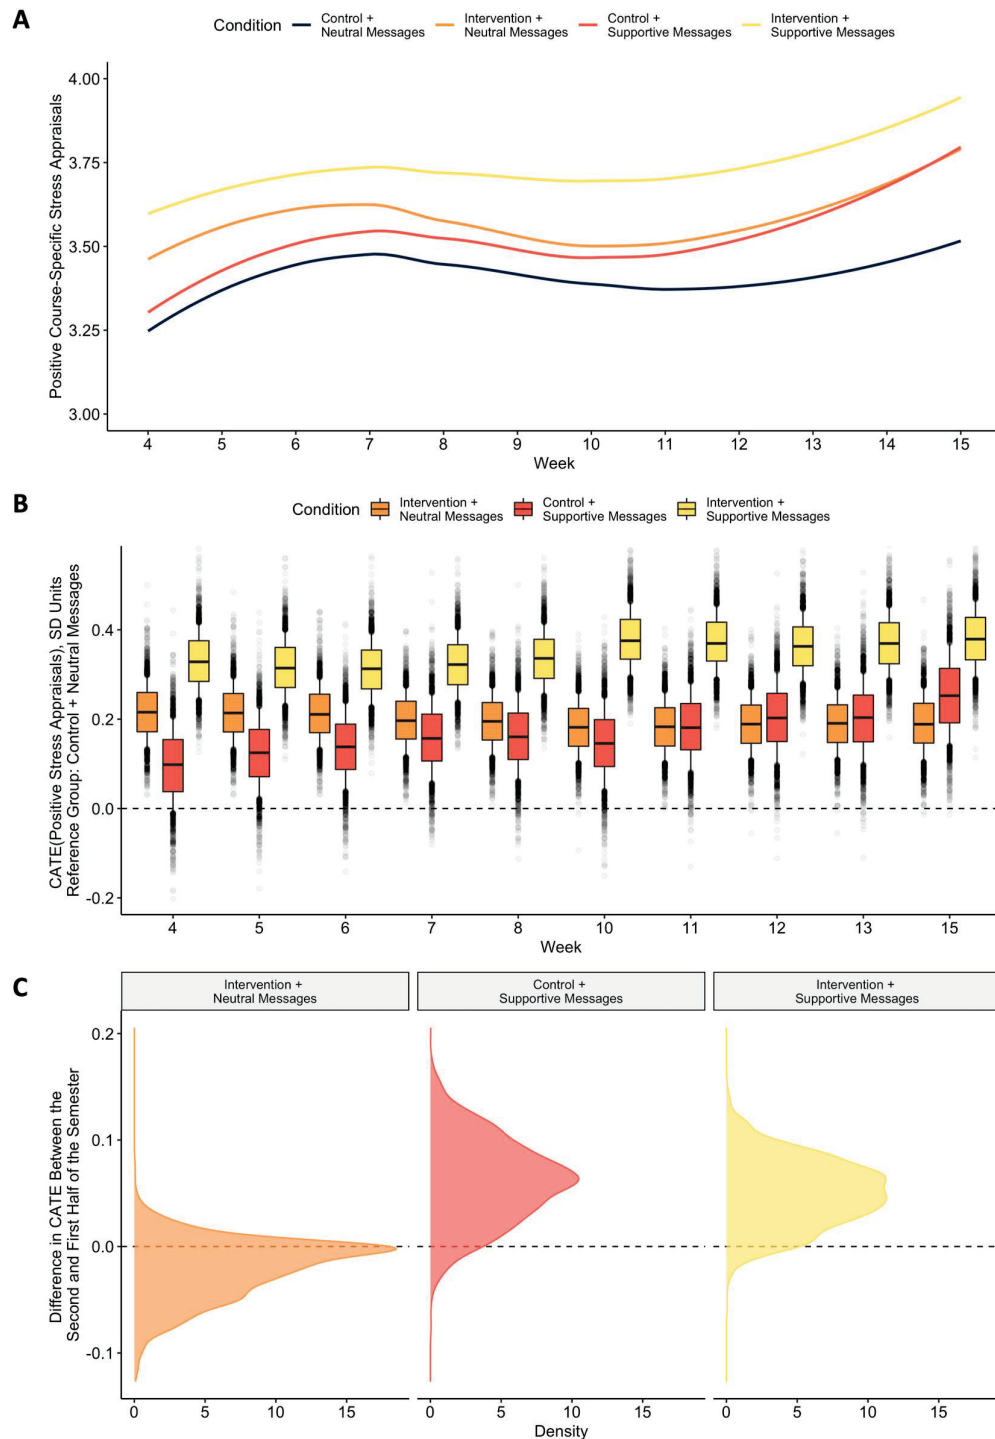 A
Condition
Control +
Neutral Messages
Intervention +
Neutral Messages
Control +
Supportive Messages
Intervention +
Supportive Messages
Positive Course-Specific Stress Appraisals
4.00
3.75
3.50
3.25
3.00
4 5 6 7 8 9 10 11 12 13 14 15
Week
B
Condition
Intervention +
Neutral Messages
Control +
Supportive Messages
Intervention +
Supportive Messages
CATE(Positive Stress Appraisals), SD Units
Reference Group: Control + Neutral Messages
0.4
0.2
0.0
-0.2
4 5 6 7 8 10 11 12 13 15
Week
C
Intervention +
Neutral Messages
Control +
Supportive Messages
Intervention +
Supportive Messages
Difference in CATE Between the
Second and First Half of the Semester
0.2
0.1
0.0
-0.1
0 5 10 15 0 5 10 15 0 5 10 15
Density